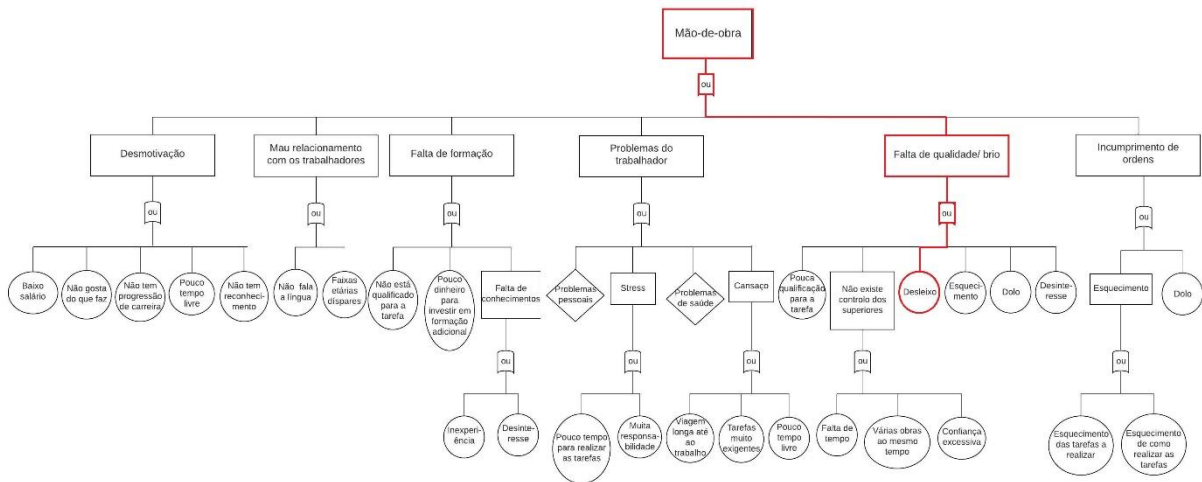 Mão-de-obra
ou
Desmotivação
Mau relacionamento
com os trabalhadores
Falta de formação
Problemas do
trabalhador
Falta de qualidade/ brio
Incumprimento de
ordens
ou
ou
ou
ou
ou
ou
Baixo
salário
Não gosta
do que faz
Não tem
progressão
de carreira
Pouco
tempo
livre
Não tem
reconheci-
mento
Não fala
a língua
Faixas
etárias
díspares
Não está
qualificado
para a
tarefa
Pouco
dinheiro
para
investir em
formação
adicional
Falta de
conhecimentos
Problemas
pessoais
Stress
Problemas
de saúde
Cansaço
Pouca
qualificação
para a
tarefa
Não existe
controlo dos
superiores
Desleixo
Esqueci-
mento
Dolo
Desinte-
resse
Esquecimento
Dolo
ou
ou
ou
ou
ou
Inexperi-
ência
Desinte-
resse
Pouco tempo
para realizar
as tarefas
Muita
responsa-
bilidade
Viagem
longa até
ao
trabalho
Tarefas
muito
exigentes
Pouco
tempo livre
Falta de
tempo
Várias obras
ao mesmo
tempo
Confiança
excessiva
Esquecimento
das tarefas a
realizar
Esquecimento
de como
realizar as
tarefas